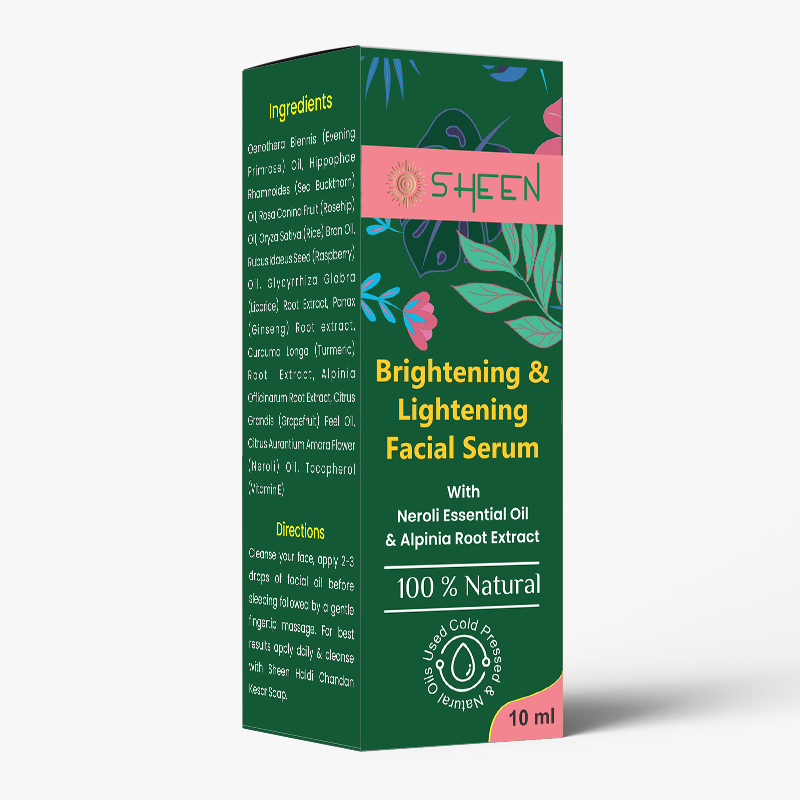 Ingredients
Oenothera Biennis (Evening
Primrose) Oil, Hippophae
Rhamnoides (Sea Buckthorn)
Oil, Rosa Canina Fruit (Rosehip)
Oil, Oryza Sativa (Rice) Bran Oil,
Rubus Idaeus Seed (Raspberry)
Oil, Glycyrrhiza Glabra
(Licorice) Root Extract, Panax
(Ginseng) Root extract,
Curcuma Longa (Turmeric)
Root Extract, Alpinia
Officinarum Root Extract, Citrus
Grandis (Grapefruit) Peel Oil,
Citrus Aurantium Amara Flower
(Neroli) Oil, Tocopherol
(Vitamin E)
Directions
Cleanse your face, apply 2-3
drops of facial oil before
sleeping followed by a gentle
fingertip massage. For best
results apply daily & cleanse
with Sheen Haldi Chandan
Kesar Soap.
SHEEN
Brightening &
Lightening
Facial Serum
With
Neroli Essential Oil
& Alpinia Root Extract
100 % Natural
Cold Pressed & Natural Oils Used
10 ml